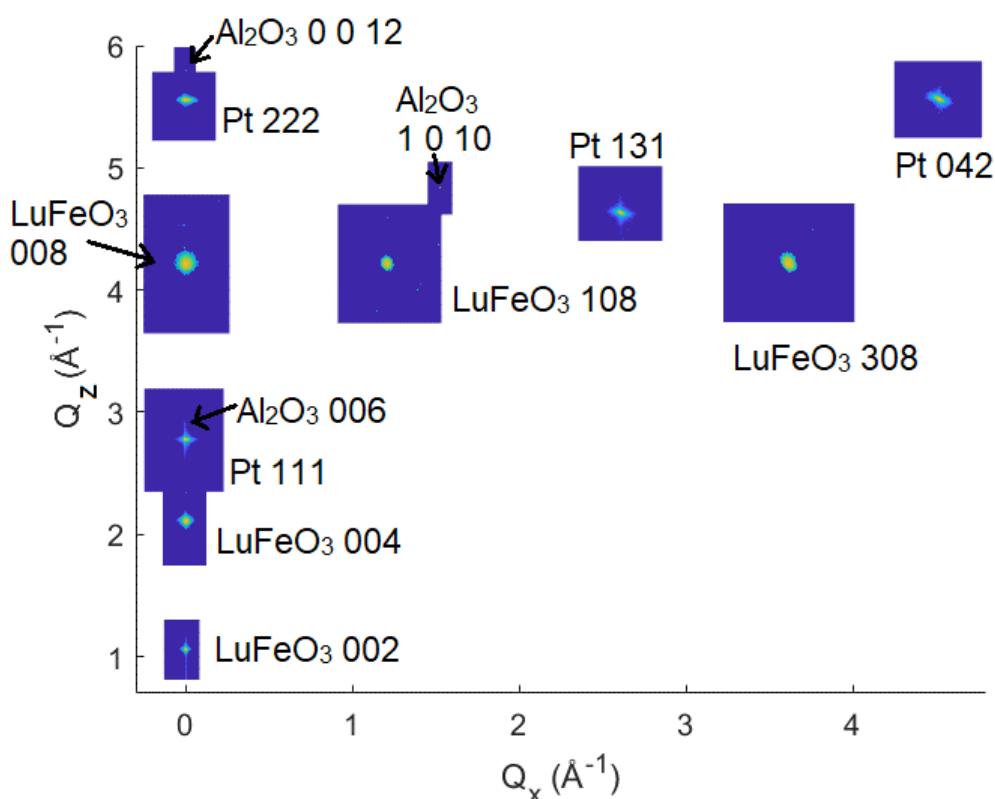 Al₂O₃ 0 0 12
6
Pt 222
Al₂O₃
1 0 10
Pt 131
Pt 042
5
LuFeO₃
008
4
LuFeO₃ 108
LuFeO₃ 308
Q_z (Å⁻¹)
3
Al₂O₃ 006
Pt 111
2
LuFeO₃ 004
LuFeO₃ 002
1
0 1 2 3 4
Qₓ (Å⁻¹)